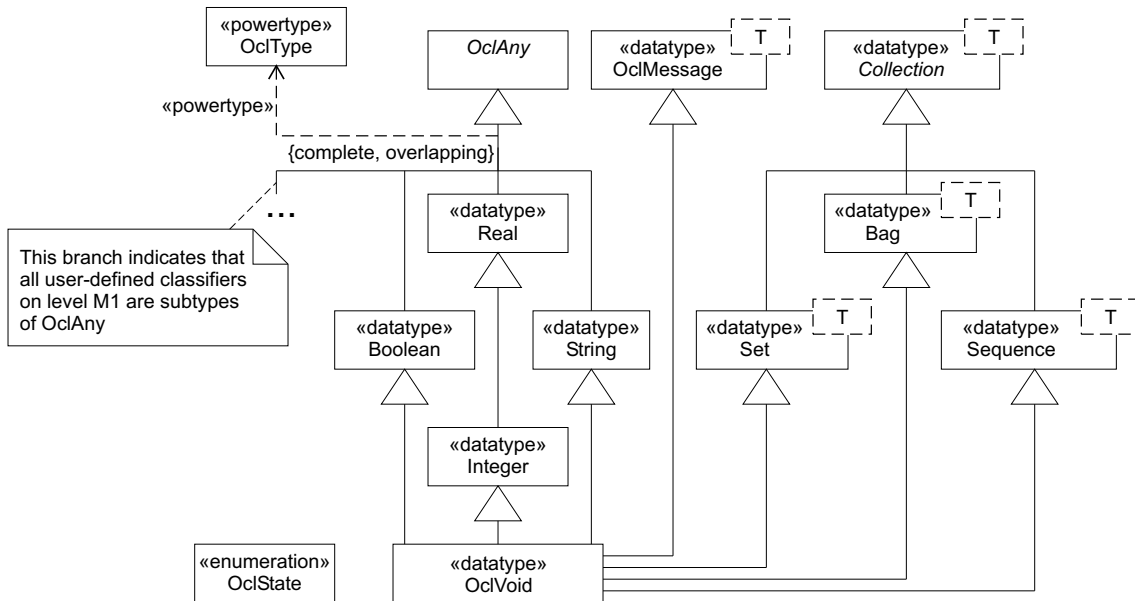 «powertype»
OclType
OclAny
«datatype»
OclMessage
T
«datatype»
Collection
T
«powertype»
{complete, overlapping}
...
This branch indicates that
all user-defined classifiers
on level M1 are subtypes
of OclAny
«datatype»
Real
«datatype»
Bag
T
«datatype»
Boolean
«datatype»
String
«datatype»
Set
T
«datatype»
Sequence
T
«datatype»
Integer
«enumeration»
OclState
«datatype»
OclVoid